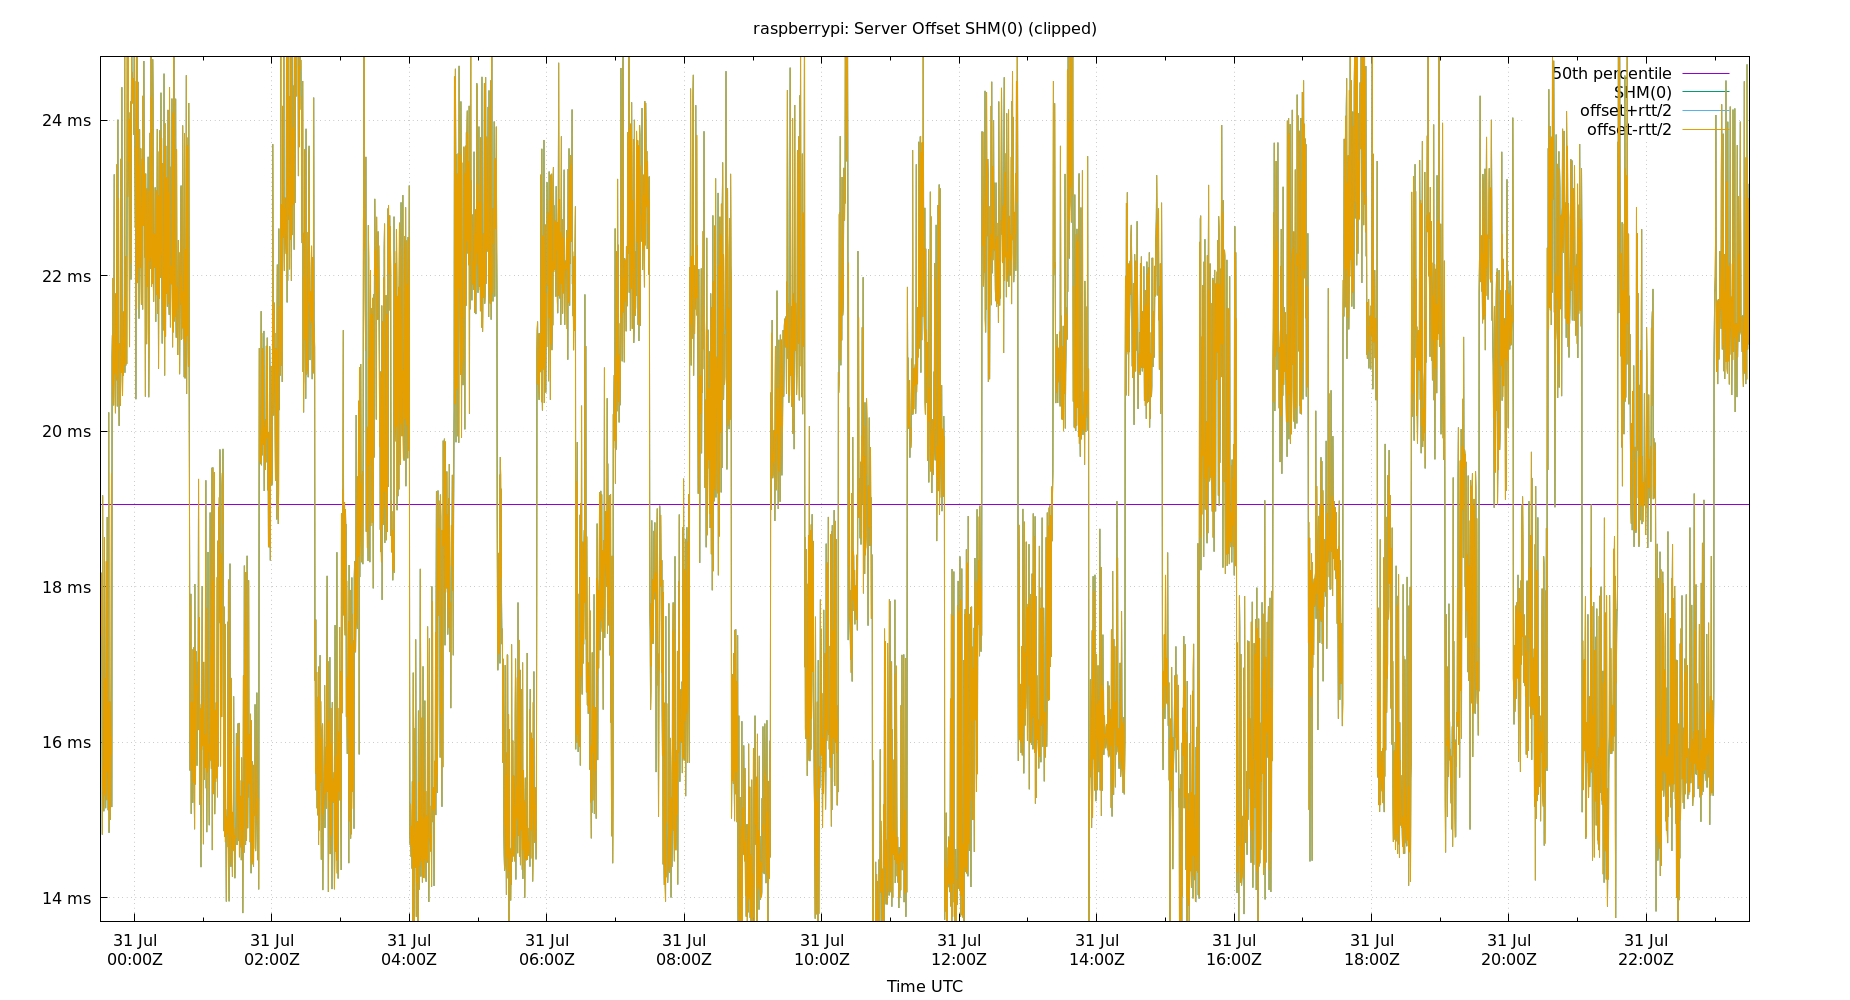 raspberrypi: Server Offset SHM(0) (clipped)
50th percentile
SHM(0)
offset+rtt/2
offset-rtt/2
24 ms
22 ms
20 ms
18 ms
16 ms
14 ms
31 Jul 31 Jul 31 Jul 31 Jul 31 Jul 31 Jul 31 Jul 31 Jul 31 Jul 31 Jul 31 Jul 31 Jul
00:00Z 02:00Z 04:00Z 06:00Z 08:00Z 10:00Z 12:00Z 14:00Z 16:00Z 18:00Z 20:00Z 22:00Z
Time UTC